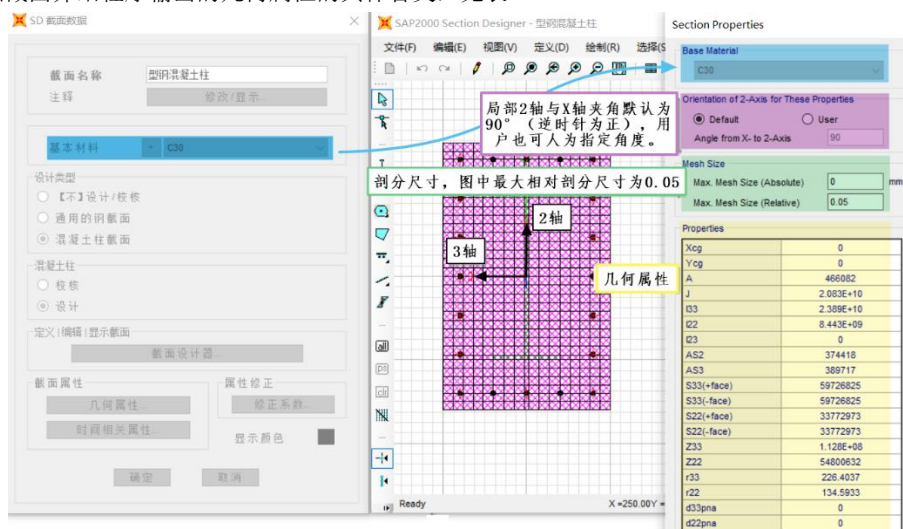 SD 截面数据
截面名称
型钢混凝土柱
注释
修改/显示...
基本材料
C30
设计类型
【不】设计/校核
通用的钢截面
混凝土柱截面
混凝土柱
校核
设计
定义|编辑|显示截面
截面设计器...
截面属性
几何属性...
时间相关属性...
属性修正
修正系数...
显示颜色
确定
取消
SAP2000 Section Designer - 型钢混凝土柱
文件(F) 编辑(E) 视图(V) 定义(D) 绘制(R) 选择(S
局部2轴与X轴夹角默认为
90°（逆时针为正），用
户也可人为指定角度。
剖分尺寸，图中最大相对剖分尺寸为0.05
2轴
3轴
几何属性
all
ps
clr
Ready
X =250.00Y =
Section Properties
Base Material
C30
Orientation of 2-Axis for These Properties
Default
User
Angle from X- to 2-Axis
90
Mesh Size
Max. Mesh Size (Absolute)
0
mm
Max. Mesh Size (Relative)
0.05
Properties
Xcg 0
Ycg 0
A 466082
J 2.083E+10
I33 2.389E+10
I22 8.443E+09
I23 0
AS2 374418
AS3 389717
S33(+face) 59726825
S33(-face) 59726825
S22(+face) 33772973
S22(-face) 33772973
Z33 1.128E+08
Z22 54800632
r33 226.4037
r22 134.5933
d33pna 0
d22pna 0